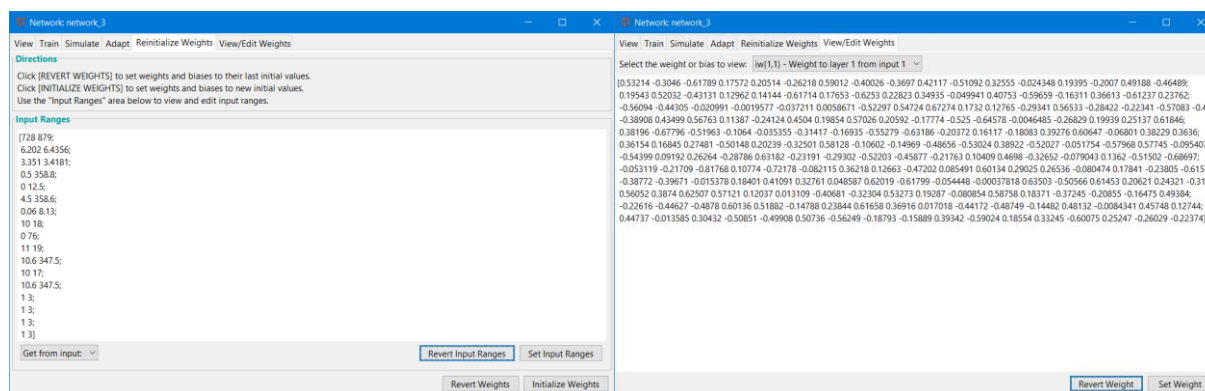 Network: network_3
View Train Simulate Adapt Reinitialize Weights View/Edit Weights
Directions
Click [REVERT WEIGHTS] to set weights and biases to their last initial values.
Click [INITIALIZE WEIGHTS] to set weights and biases to new initial values.
Use the "Input Ranges" area below to view and edit input ranges.
Input Ranges
[728 879;
6.202 6.4356;
3.351 3.4181;
0.5 358.8;
0 12.5;
4.5 358.6;
0.06 8.13;
10 18;
0 76;
11 19;
10.6 347.5;
10 17;
10.6 347.5;
1 3;
1 3;
1 3;
1 3]
Get from input:
Revert Input Ranges Set Input Ranges
Revert Weights Initialize Weights
Network: network_3
View Train Simulate Adapt Reinitialize Weights View/Edit Weights
Select the weight or bias to view: iw{1,1} - Weight to layer 1 from input 1
[0.53214 -0.3046 -0.61789 0.17572 0.20514 -0.26218 0.59012 -0.40026 -0.3697 0.42117 -0.51092 0.32555 -0.024348 0.19395 -0.2007 0.49188 -0.46489;
0.19543 0.52032 -0.43131 0.12962 0.14144 -0.61714 0.17653 -0.6253 0.22823 0.34935 -0.049941 0.40753 -0.59659 -0.16311 0.36613 -0.61237 0.23762;
-0.56094 -0.44305 -0.020991 -0.0019577 -0.037211 0.0058671 -0.52297 0.54724 0.67274 0.1732 0.12765 -0.29341 0.56533 -0.28422 -0.22341 -0.57083 -0.4
-0.38908 0.43499 0.56763 0.11387 -0.24124 0.4504 0.19854 0.57026 0.20592 -0.17774 -0.525 -0.64578 -0.0046485 -0.26829 0.19939 0.25137 0.61846;
0.38196 -0.67796 -0.51963 -0.1064 -0.035355 -0.31417 -0.16935 -0.55279 -0.63186 -0.20372 0.16117 -0.18083 0.39276 0.60647 -0.06801 0.38229 0.3636;
0.36154 0.16845 0.27481 -0.50148 0.20239 -0.32501 0.58128 -0.10602 -0.14969 -0.48656 -0.53024 0.38922 -0.52027 -0.051754 -0.57968 0.57745 -0.095407
-0.54399 0.09192 0.26264 -0.28786 0.63182 -0.23191 -0.29302 -0.52203 -0.45877 -0.21763 0.10409 0.4698 -0.32652 -0.079043 0.1362 -0.51502 -0.68697;
-0.053119 -0.21709 -0.81768 0.10774 -0.72178 -0.082115 0.36218 0.12663 -0.47202 0.085491 0.60134 0.29025 0.26536 -0.080474 0.17841 -0.23805 -0.615
-0.38772 -0.39671 -0.015378 0.18401 0.41091 0.32761 0.048587 0.62019 -0.61799 -0.054448 -0.00037818 0.63503 -0.50566 0.61453 0.20621 0.24321 -0.31
0.56052 0.3874 0.62507 0.57121 0.12037 0.013109 -0.40681 -0.32304 0.53273 0.19287 -0.080854 0.58758 0.18371 -0.37245 -0.20855 -0.16475 0.49384;
-0.22616 -0.44627 -0.4878 0.60136 0.51882 -0.14788 0.23844 0.61658 0.36916 0.017018 -0.44172 -0.48749 -0.14482 0.48132 -0.0084341 0.45748 0.12744;
0.44737 -0.013585 0.30432 -0.50851 -0.49908 0.50736 -0.56249 -0.18793 -0.15889 0.39342 -0.59024 0.18554 0.33245 -0.60075 0.25247 -0.26029 -0.22374]
Revert Weight Set Weight